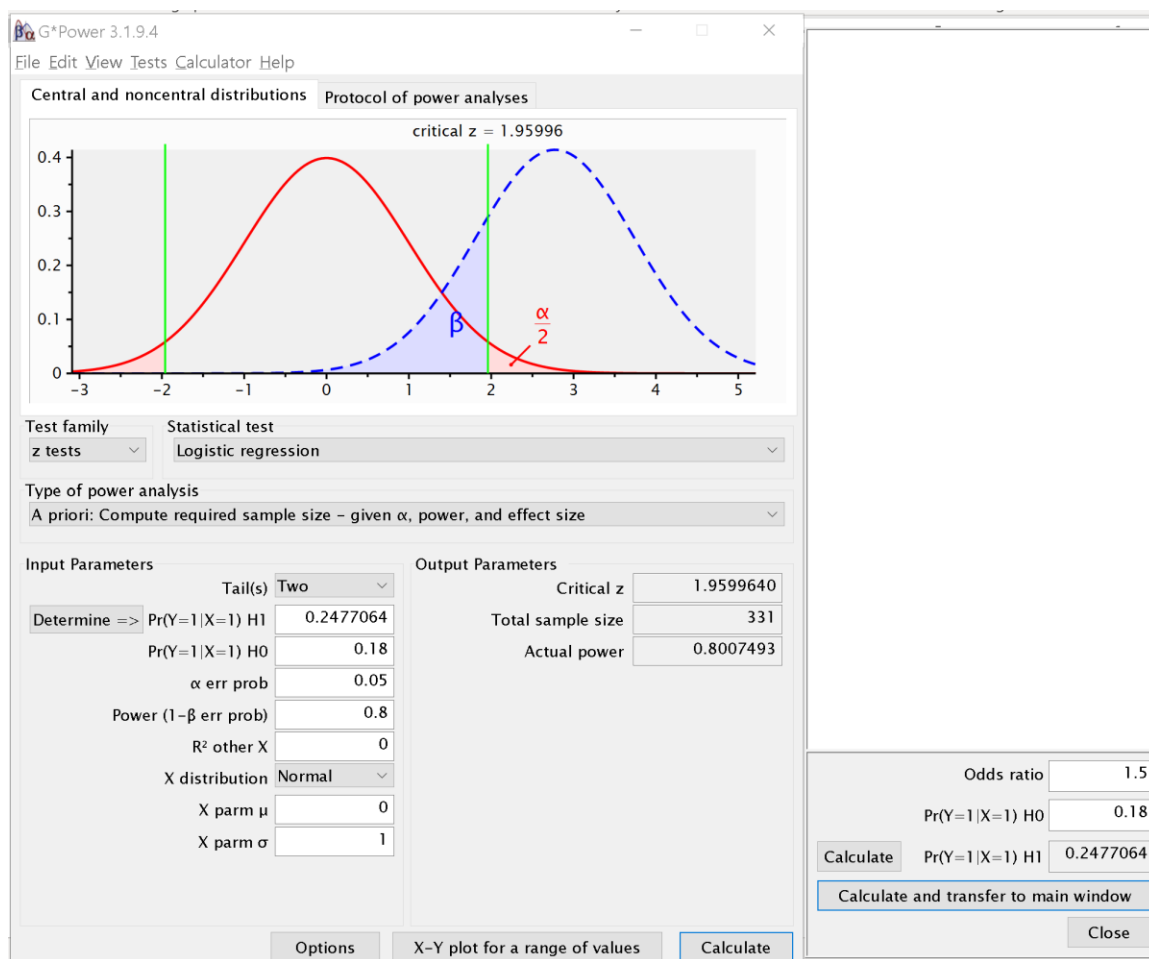 G*Power 3.1.9.4
File Edit View Tests Calculator Help
Central and noncentral distributions Protocol of power analyses
critical z = 1.95996
0.4
0.3
0.2
0.1
0
β
α
2
−3 −2 −1 0 1 2 3 4 5
Test family Statistical test
z tests Logistic regression
Type of power analysis
A priori: Compute required sample size – given α, power, and effect size
Input Parameters
Tail(s) Two
Determine => Pr(Y=1|X=1) H1 0.2477064
Pr(Y=1|X=1) H0 0.18
α err prob 0.05
Power (1−β err prob) 0.8
R² other X 0
X distribution Normal
X parm μ 0
X parm σ 1
Output Parameters
Critical z 1.9599640
Total sample size 331
Actual power 0.8007493
Options X-Y plot for a range of values Calculate
Odds ratio 1.5
Pr(Y=1|X=1) H0 0.18
Calculate Pr(Y=1|X=1) H1 0.2477064
Calculate and transfer to main window
Close